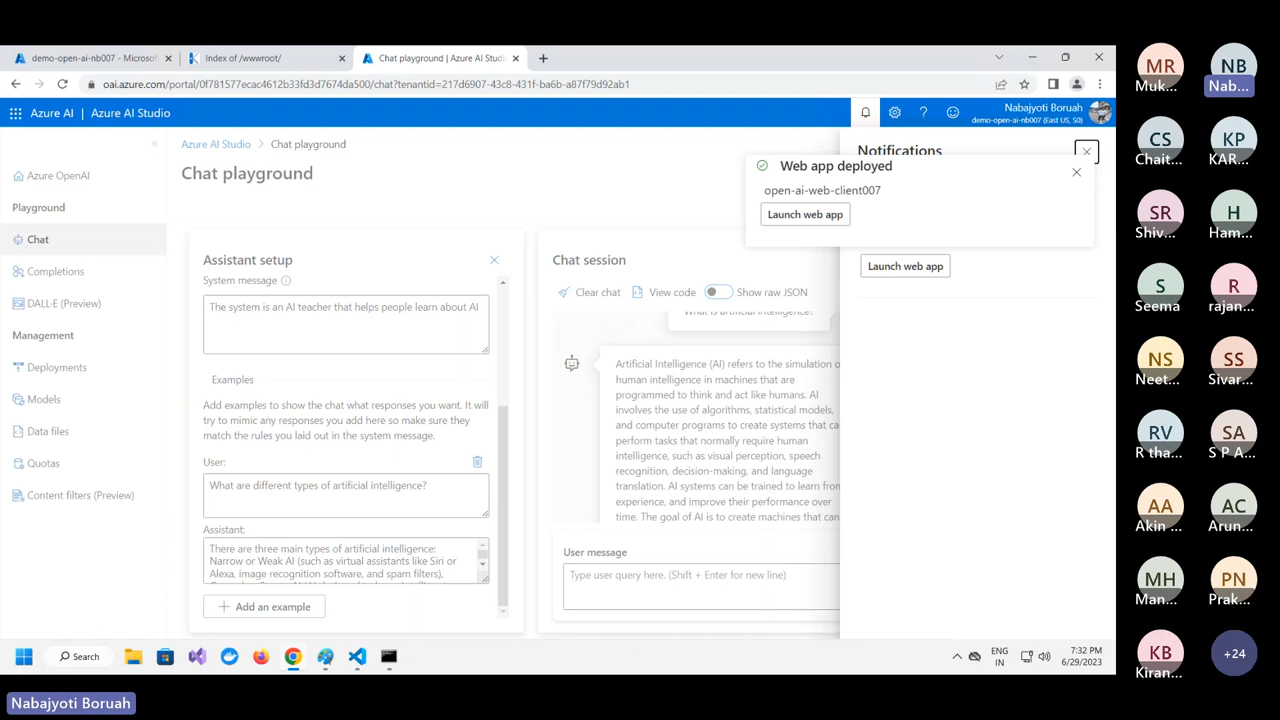 demo-open-ai-nb007 - Microsoft
Index of /wwwroot/
Chat playground | Azure AI Studio
oai.azure.com/portal/0f781577ecac4612b33fd3d7674da500/chat?tenantid=217d6907-43c8-431f-ba6b-a87f79d92ab1
Azure AI | Azure AI Studio
Nabajyoti Boruah
demo-open-ai-nb007 (East US, S0)
Azure OpenAI
Playground
Chat
Completions
DALL·E (Preview)
Management
Deployments
Models
Data files
Quotas
Content filters (Preview)
Azure AI Studio > Chat playground
Chat playground
Assistant setup
System message
The system is an AI teacher that helps people learn about AI
Examples
Add examples to show the chat what responses you want. It will
try to mimic any responses you add here so make sure they
match the rules you laid out in the system message.
User:
What are different types of artificial intelligence?
Assistant:
There are three main types of artificial intelligence:
Narrow or Weak AI (such as virtual assistants like Siri or
Alexa, image recognition software, and spam filters),
Add an example
Chat session
Clear chat
View code
Show raw JSON
What is artificial intelligence?
Artificial Intelligence (AI) refers to the simulation o
human intelligence in machines that are
programmed to think and act like humans. AI
involves the use of algorithms, statistical models,
and computer programs to create systems that ca
perform tasks that normally require human
intelligence, such as visual perception, speech
recognition, decision-making, and language
translation. AI systems can be trained to learn from
experience, and improve their performance over
time. The goal of AI is to create machines that can
User message
Type user query here. (Shift + Enter for new line)
Notifications
Web app deployed
open-ai-web-client007
Launch web app
Launch web app
Search
ENG
IN
7:32 PM
6/29/2023
MR
Muk...
NB
Nab...
CS
Chait...
KP
KAR...
SR
Shiv...
H
Ham...
S
Seema
R
rajan...
NS
Neet...
SS
Sivar...
RV
R tha...
SA
S P A...
AA
Akin ...
AC
Arun...
MH
Man...
PN
Prak...
KB
Kiran...
+24
Nabajyoti Boruah